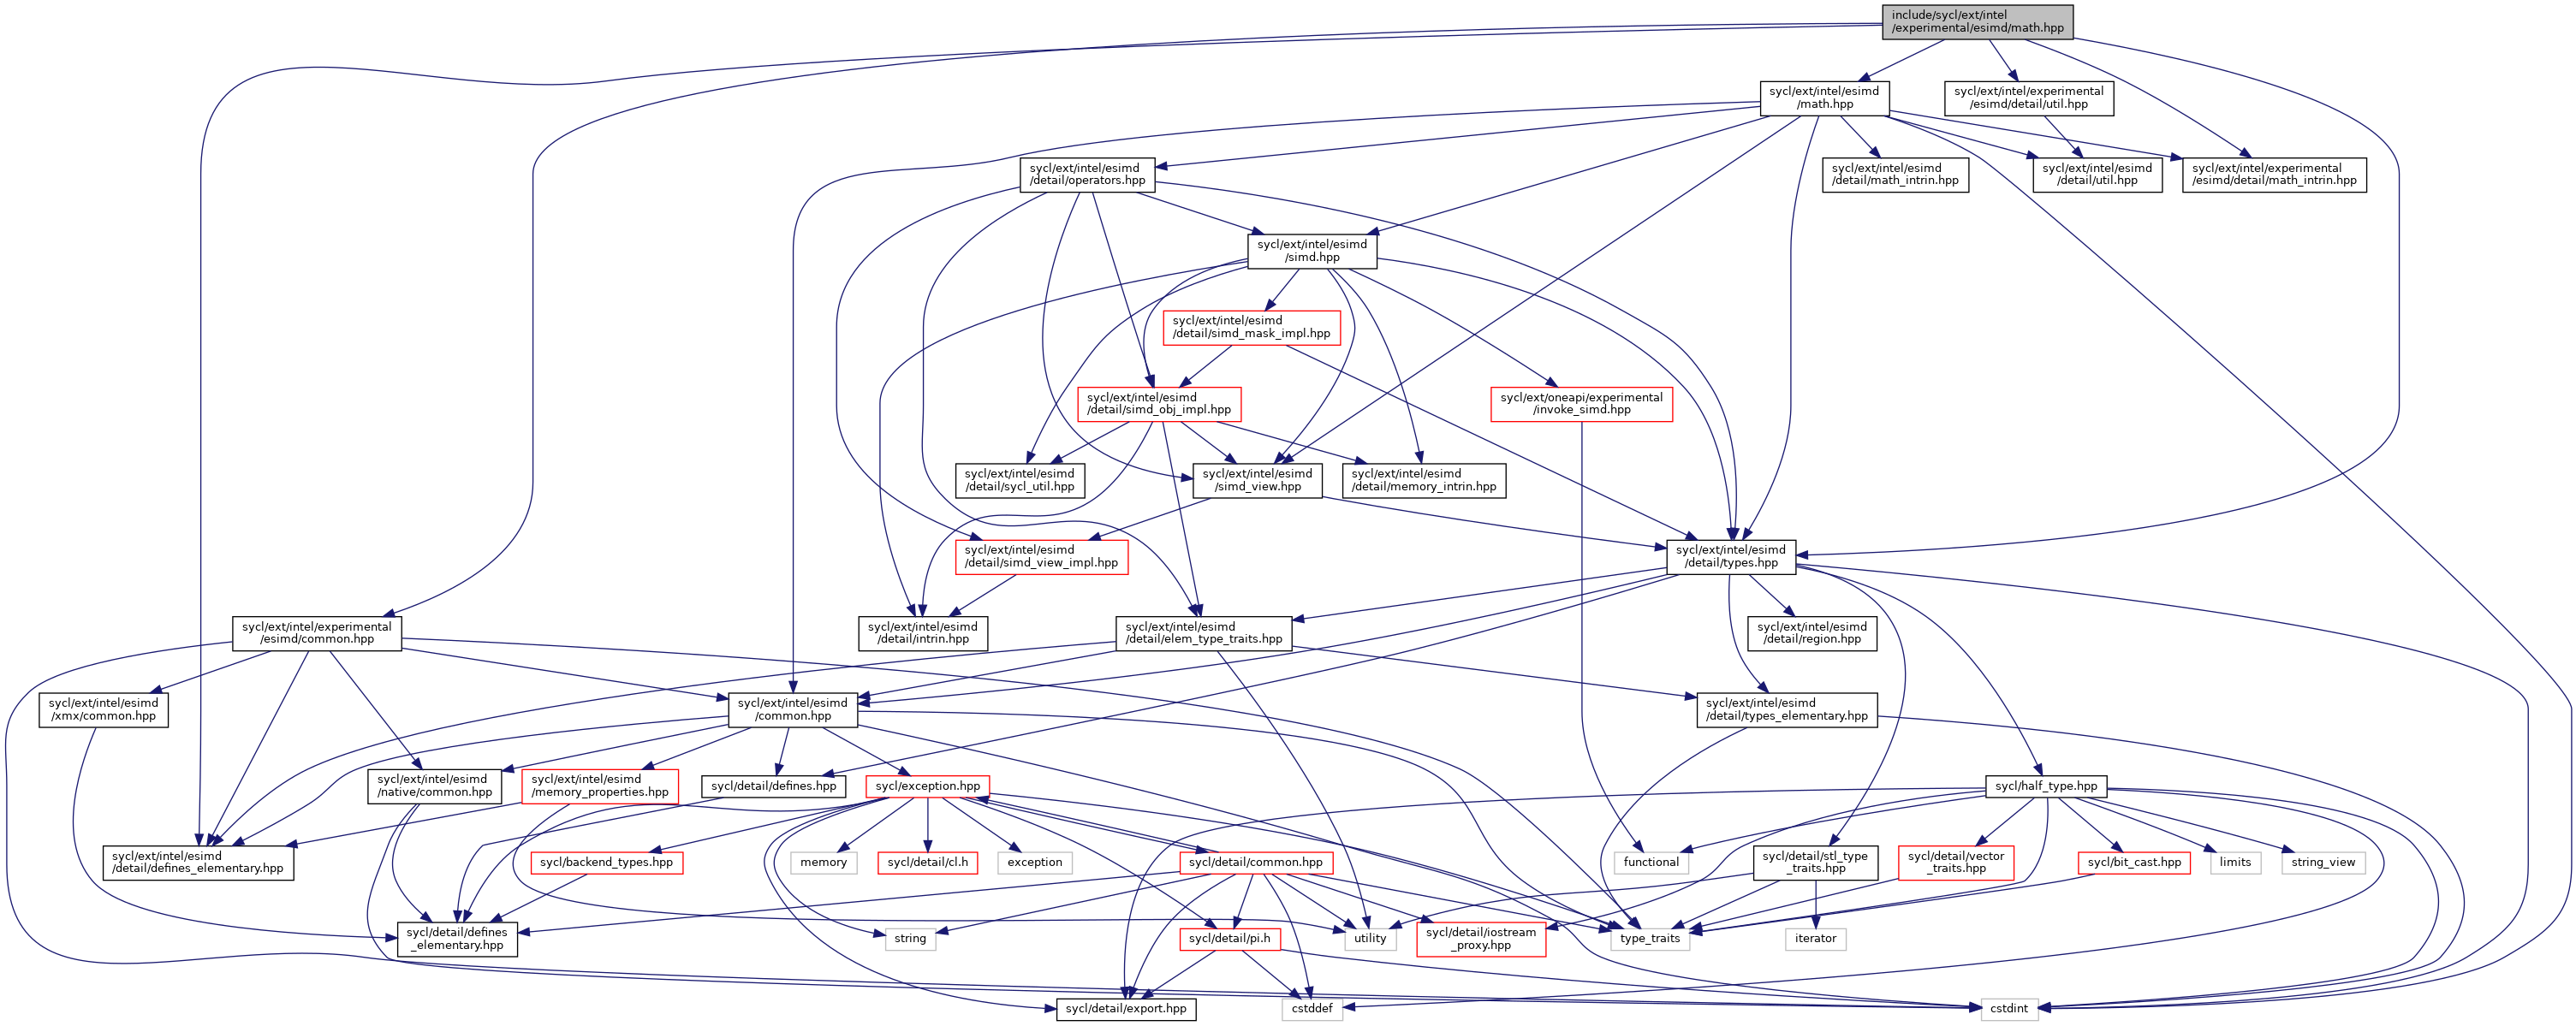 include/sycl/ext/intel
/experimental/esimd/math.hpp
sycl/ext/intel/esimd
/math.hpp
sycl/ext/intel/experimental
/esimd/detail/util.hpp
sycl/ext/intel/esimd
/detail/operators.hpp
sycl/ext/intel/esimd
/detail/math_intrin.hpp
sycl/ext/intel/esimd
/detail/util.hpp
sycl/ext/intel/experimental
/esimd/detail/math_intrin.hpp
sycl/ext/intel/esimd
/simd.hpp
sycl/ext/intel/esimd
/detail/simd_mask_impl.hpp
sycl/ext/intel/esimd
/detail/simd_obj_impl.hpp
sycl/ext/oneapi/experimental
/invoke_simd.hpp
sycl/ext/intel/esimd
/detail/sycl_util.hpp
sycl/ext/intel/esimd
/simd_view.hpp
sycl/ext/intel/esimd
/detail/memory_intrin.hpp
sycl/ext/intel/esimd
/detail/simd_view_impl.hpp
sycl/ext/intel/esimd
/detail/types.hpp
sycl/ext/intel/experimental
/esimd/common.hpp
sycl/ext/intel/esimd
/detail/intrin.hpp
sycl/ext/intel/esimd
/detail/elem_type_traits.hpp
sycl/ext/intel/esimd
/detail/region.hpp
sycl/ext/intel/esimd
/xmx/common.hpp
sycl/ext/intel/esimd
/common.hpp
sycl/ext/intel/esimd
/detail/types_elementary.hpp
sycl/ext/intel/esimd
/native/common.hpp
sycl/ext/intel/esimd
/memory_properties.hpp
sycl/detail/defines.hpp
sycl/exception.hpp
sycl/half_type.hpp
sycl/ext/intel/esimd
/detail/defines_elementary.hpp
sycl/backend_types.hpp
memory
sycl/detail/cl.h
exception
sycl/detail/common.hpp
functional
sycl/detail/stl_type
_traits.hpp
sycl/detail/vector
_traits.hpp
sycl/bit_cast.hpp
limits
string_view
sycl/detail/defines
_elementary.hpp
string
sycl/detail/pi.h
utility
sycl/detail/iostream
_proxy.hpp
type_traits
iterator
sycl/detail/export.hpp
cstddef
cstdint